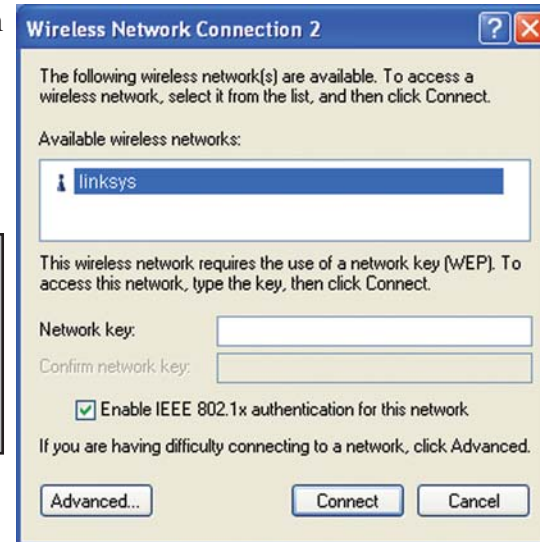 Wireless Network Connection 2
The following wireless network(s) are available. To access a
wireless network, select it from the list, and then click Connect.
Available wireless networks:
linksys
This wireless network requires the use of a network key (WEP). To
access this network, type the key, then click Connect.
Network key:
Confirm network key:
Enable IEEE 802.1x authentication for this network
If you are having difficulty connecting to a network, click Advanced.
Advanced... Connect Cancel